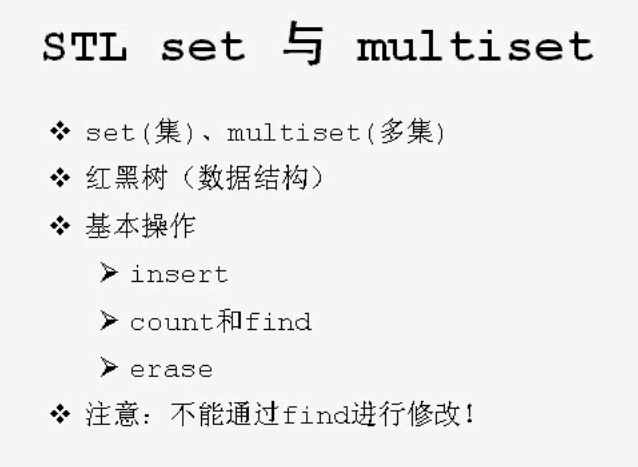 STL set 与 multiset
❖ set(集)、multiset(多集)
❖ 红黑树（数据结构）
❖ 基本操作
➢ insert
➢ count和find
➢ erase
❖ 注意：不能通过find进行修改!